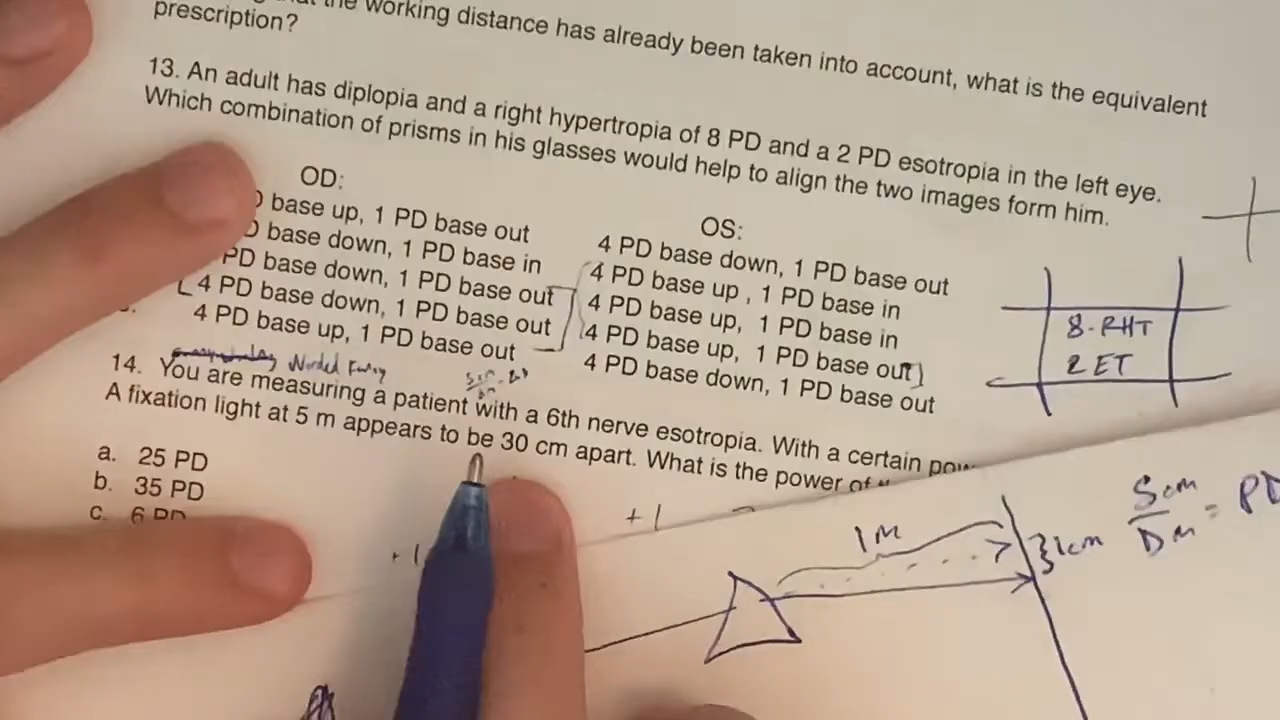 the working distance has already been taken into account, what is the equivalent
prescription?
13. An adult has diplopia and a right hypertropia of 8 PD and a 2 PD esotropia in the left eye.
Which combination of prisms in his glasses would help to align the two images form him.
OD:
base up, 1 PD base out
base down, 1 PD base in
PD base down, 1 PD base out
4 PD base down, 1 PD base out
4 PD base up, 1 PD base out
OS:
4 PD base down, 1 PD base out
4 PD base up , 1 PD base in
4 PD base up, 1 PD base in
4 PD base up, 1 PD base out
4 PD base down, 1 PD base out
8-RHT
2 ET
Worded Funny
14. You are measuring a patient with a 6th nerve esotropia. With a certain
A fixation light at 5 m appears to be 30 cm apart. What is the power of
a. 25 PD
b. 35 PD
c. 6 PD
+1
+1
1M
1cm
Scm
Dm
= PD